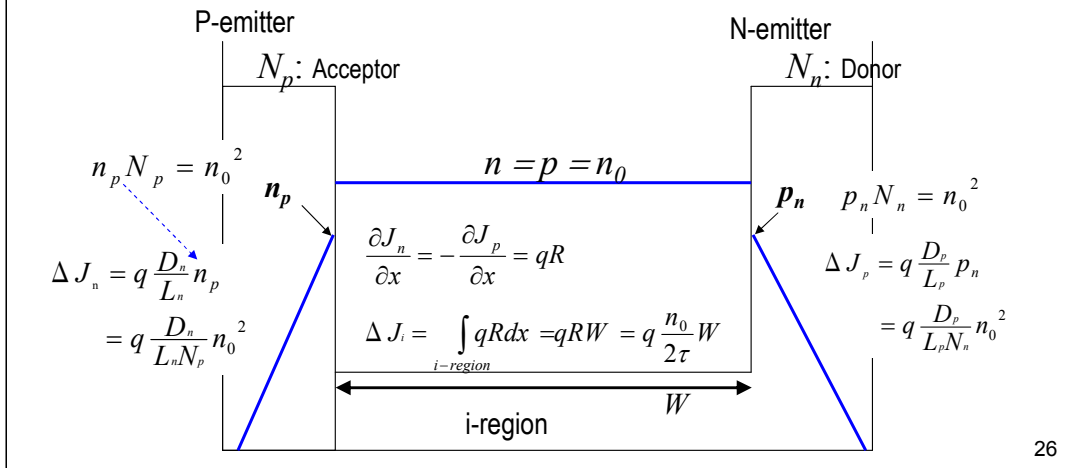 P-emitter
N-emitter
N_p: Acceptor
N_n: Donor
n_p N_p = n_0^2
n = p = n_0
n_p
p_n
p_n N_n = n_0^2
∂J_n/∂x = −∂J_p/∂x = qR
ΔJ_n = q D_n/L_n n_p
ΔJ_p = q D_p/L_p p_n
= q D_n/(L_n N_p) n_0^2
ΔJ_i = ∫_{i−region} qRdx = qRW = q n_0/2τ W
= q D_p/(L_p N_n) n_0^2
W
i-region
26